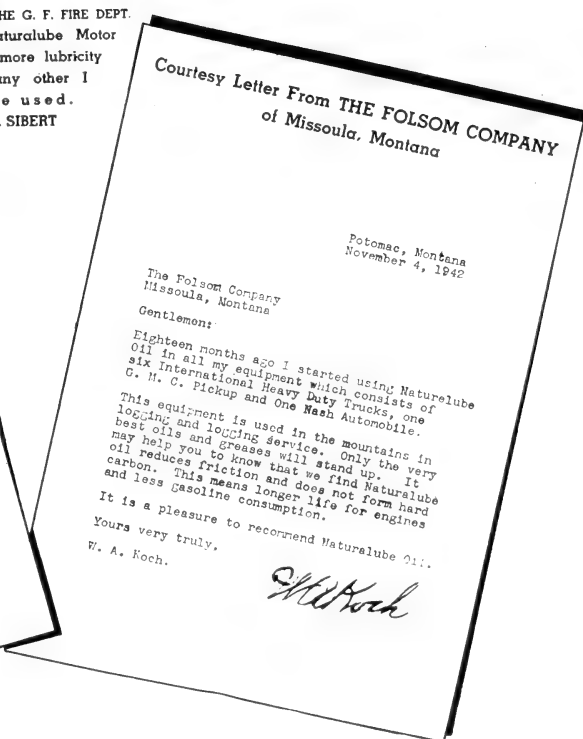 HE G. F. FIRE DEPT.
aturalube Motor
more lubricity
any other I
e used.
. SIBERT
Courtesy Letter From THE FOLSOM COMPANY
of Missoula, Montana
Potomac, Montana
November 4, 1942
The Folsom Company
Missoula, Montana
Gentlemen:
Eighteen months ago I started using Naturelube
Oil in all my equipment which consists of
six International Heavy Duty Trucks, one
G. M. C. Pickup and One Nash Automobile.
This equipment is used in the mountains in
logging and logging service. Only the very
best oils and greases will stand up. It
may help you to know that we find Naturalube
oil reduces friction and does not form hard
carbon. This means longer life for engines
and less gasoline consumption.
It is a pleasure to recommend Naturalube Oil.
Yours very truly,
W. A. Koch.
W A Koch